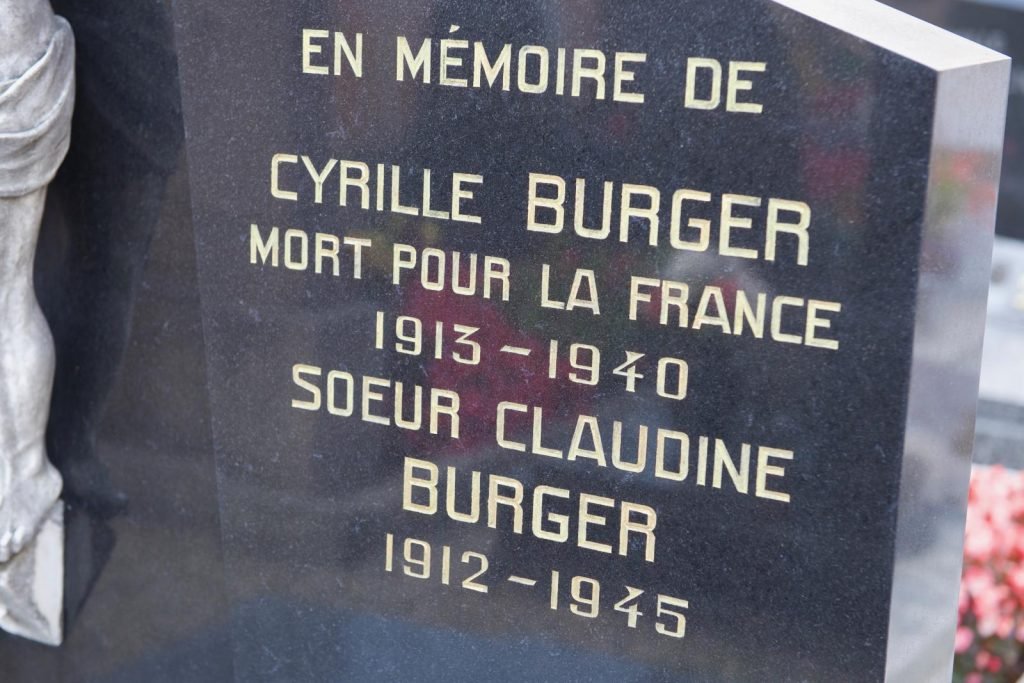 EN MÉMOIRE DE
CYRILLE BURGER
MORT POUR LA FRANCE
1913 - 1940
SOEUR CLAUDINE
BURGER
1912 - 1945